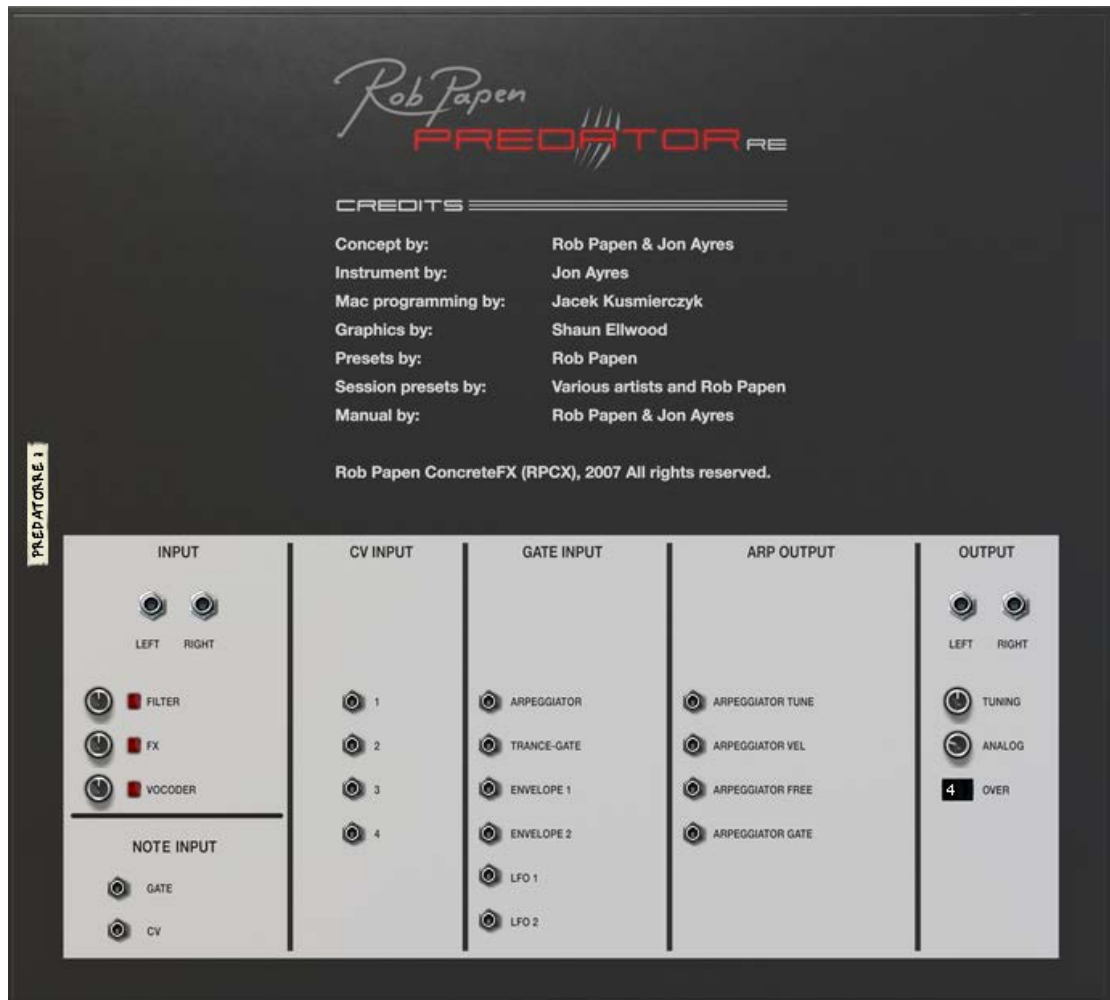 Rob Papen
PREDATOR RE
CREDITS
Concept by: Rob Papen & Jon Ayres
Instrument by: Jon Ayres
Mac programming by: Jacek Kusmierczyk
Graphics by: Shaun Ellwood
Presets by: Rob Papen
Session presets by: Various artists and Rob Papen
Manual by: Rob Papen & Jon Ayres
Rob Papen ConcreteFX (RPCX), 2007 All rights reserved.
PREDATORRE 1
INPUT
LEFT RIGHT
FILTER
FX
VOCODER
NOTE INPUT
GATE
CV
CV INPUT
1
2
3
4
GATE INPUT
ARPEGGIATOR
TRANCE-GATE
ENVELOPE 1
ENVELOPE 2
LFO 1
LFO 2
ARP OUTPUT
ARPEGGIATOR TUNE
ARPEGGIATOR VEL
ARPEGGIATOR FREE
ARPEGGIATOR GATE
OUTPUT
LEFT RIGHT
TUNING
ANALOG
4 OVER